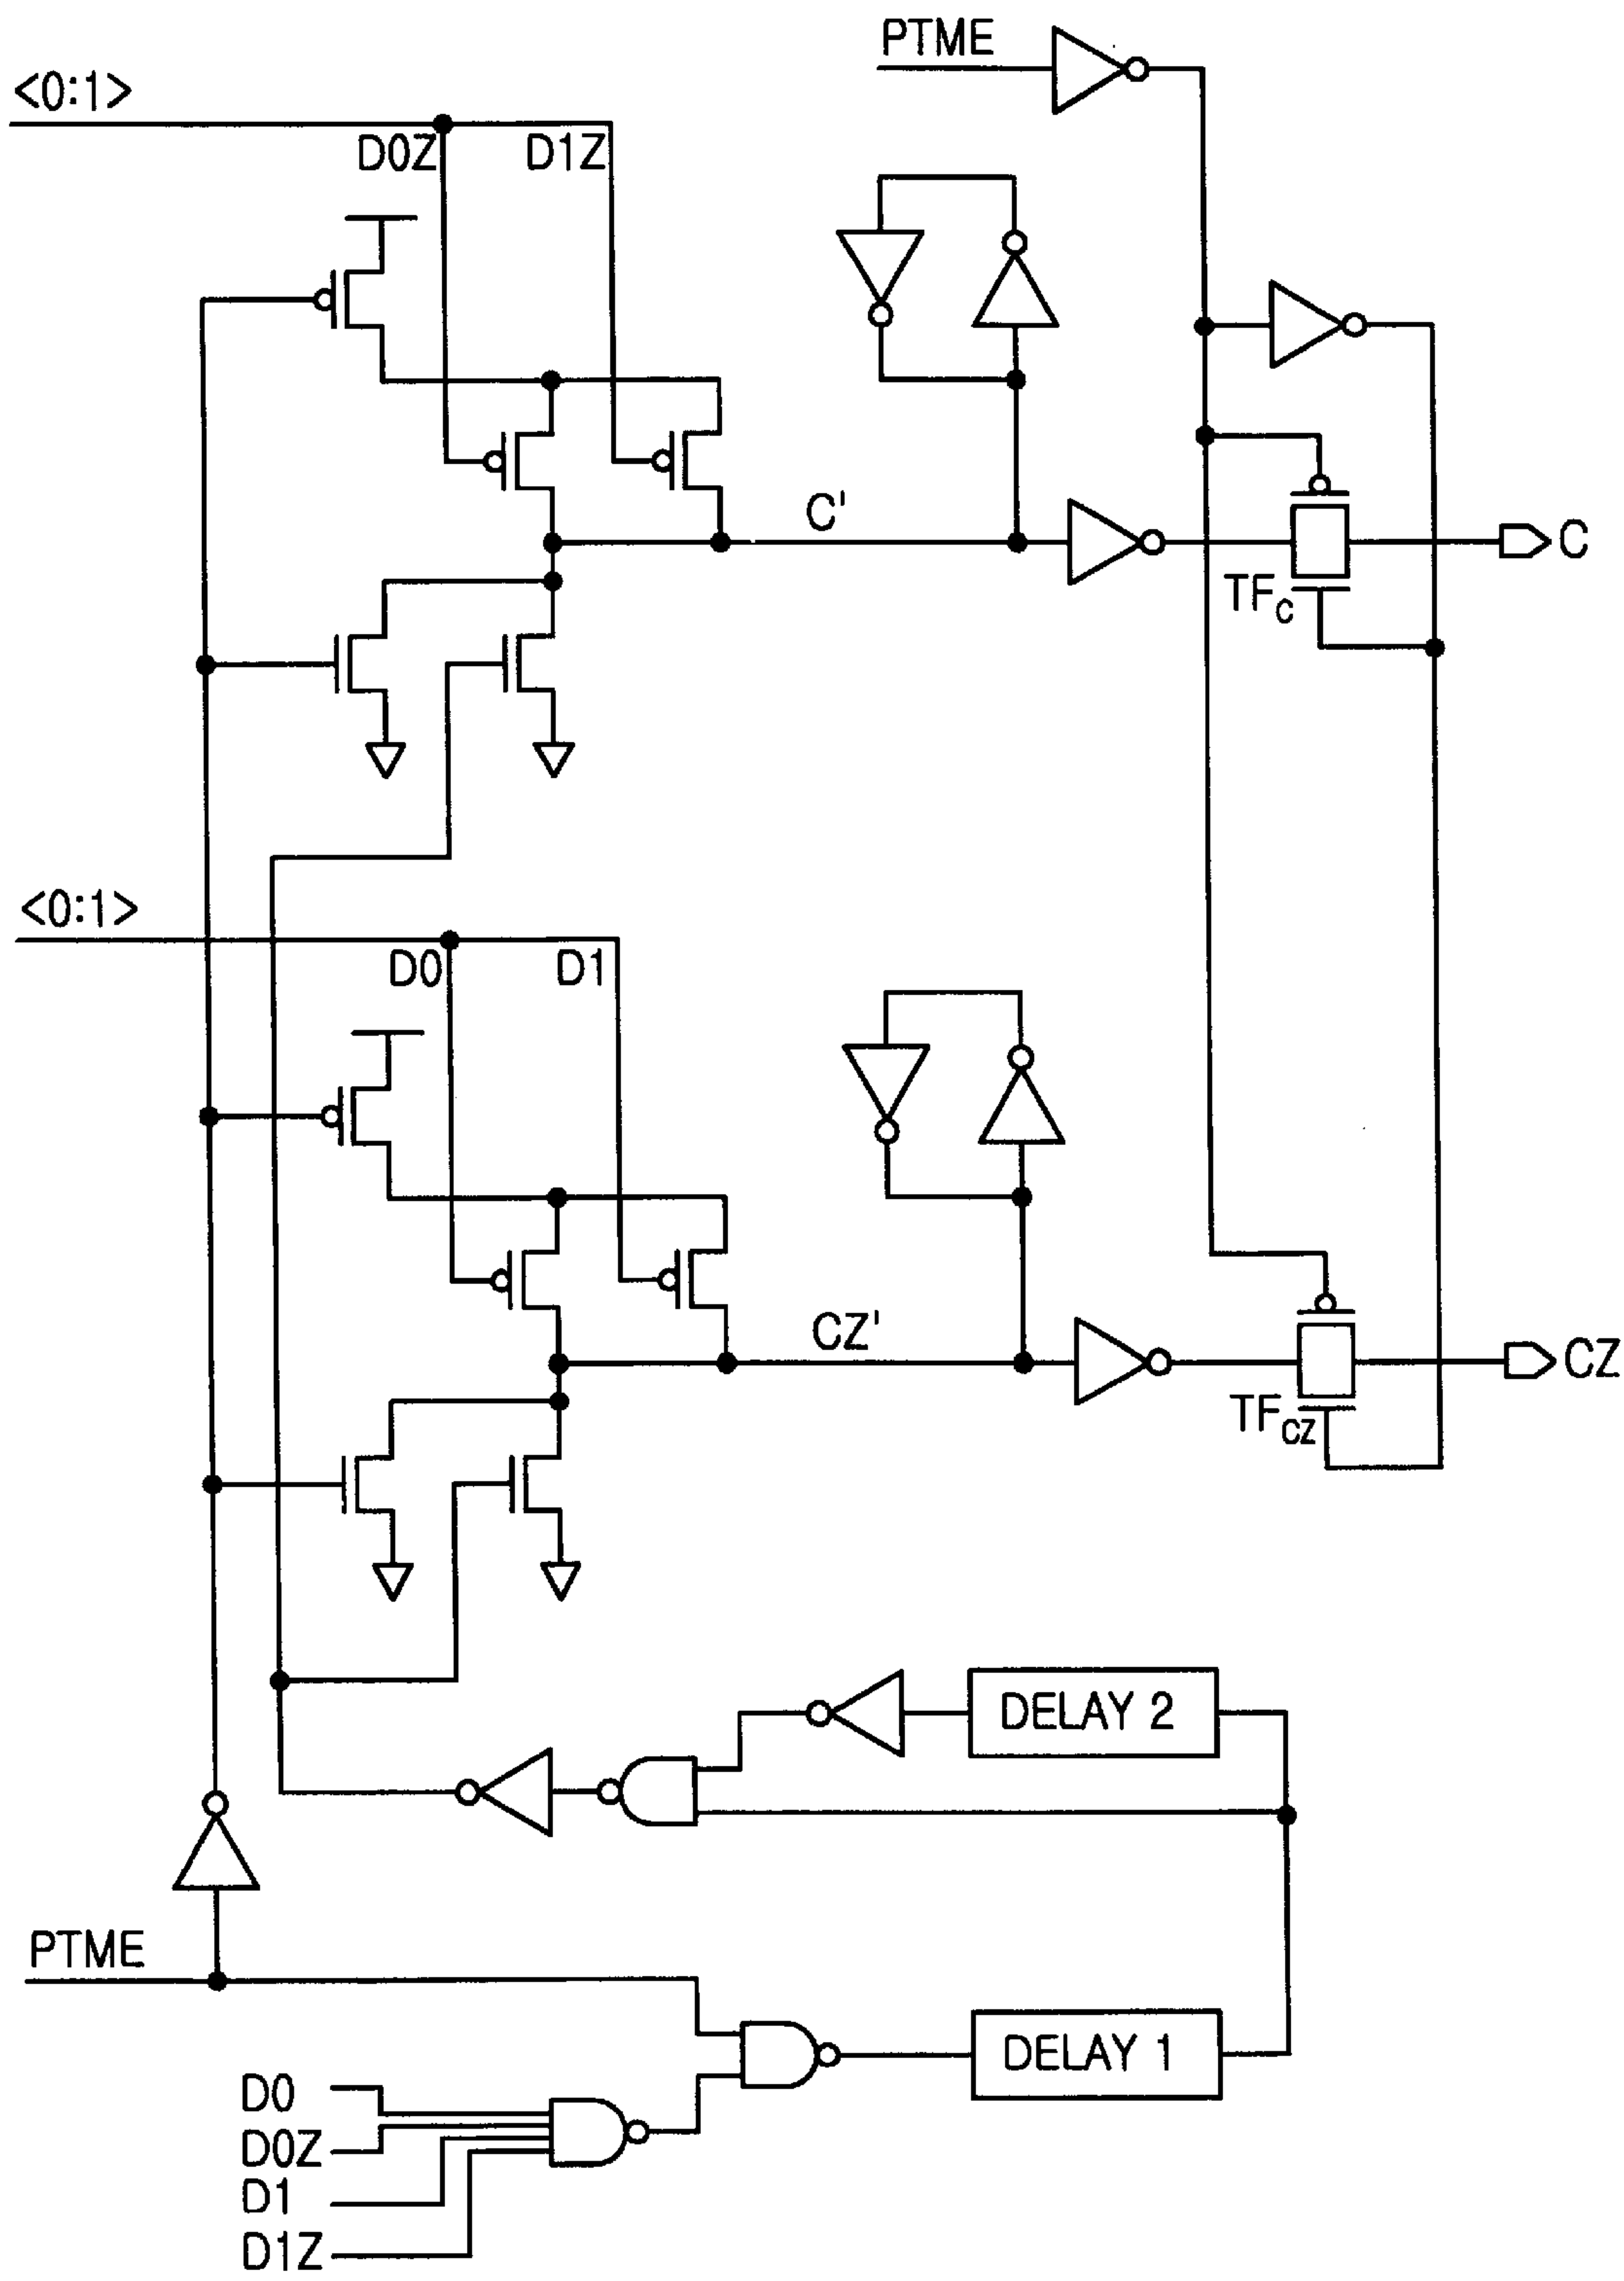 PTME
<0:1>
D0Z
D1Z
C'
C
TFC
<0:1>
D0
D1
CZ'
CZ
TFCZ
DELAY 2
PTME
DELAY 1
D0
D0Z
D1
D1Z